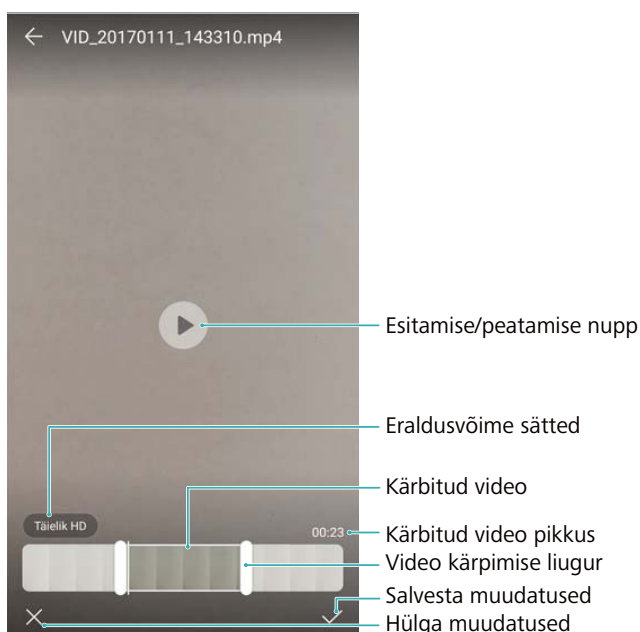 VID_20170111_143310.mp4
Esitamise/peatamise nupp
Eraldusvõime sätted
Kärbitud video
Täielik HD
00:23
Kärbitud video pikkus
Video kärpimise liugur
Salvesta muudatused
Hülga muudatused